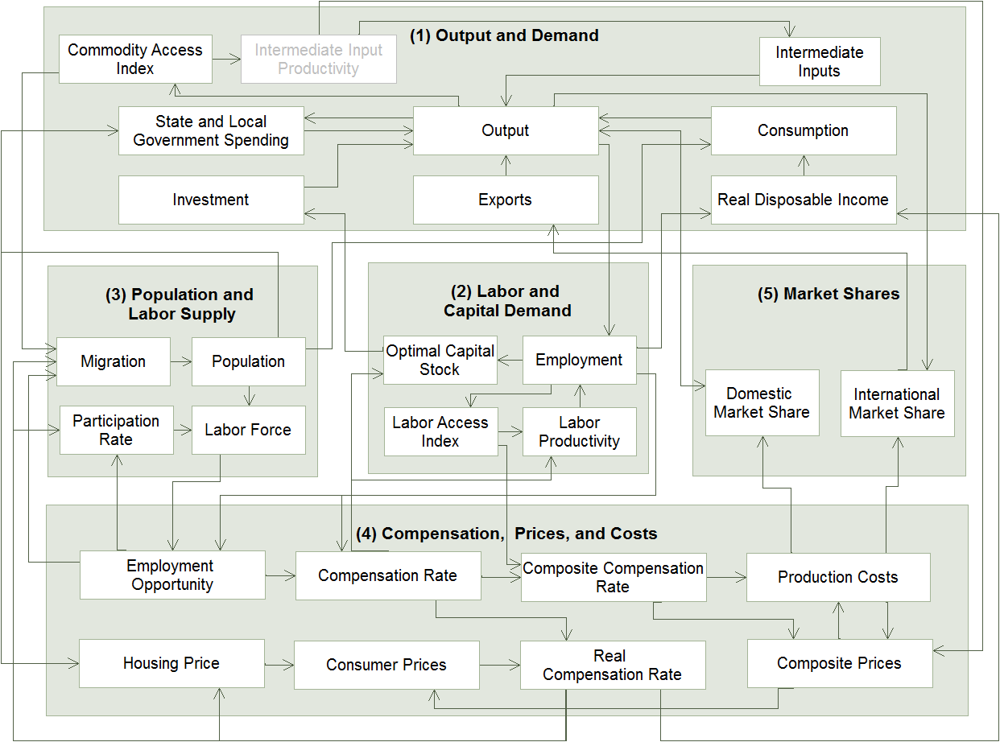 (1) Output and Demand
Commodity Access
Index
Intermediate Input
Productivity
Intermediate
Inputs
State and Local
Government Spending
Output
Consumption
Investment
Exports
Real Disposable Income
(3) Population and
Labor Supply
Migration
Population
Participation
Rate
Labor Force
(2) Labor and
Capital Demand
Optimal Capital
Stock
Employment
Labor Access
Index
Labor
Productivity
(5) Market Shares
Domestic
Market Share
International
Market Share
(4) Compensation, Prices, and Costs
Employment
Opportunity
Compensation Rate
Composite Compensation
Rate
Production Costs
Housing Price
Consumer Prices
Real
Compensation Rate
Composite Prices